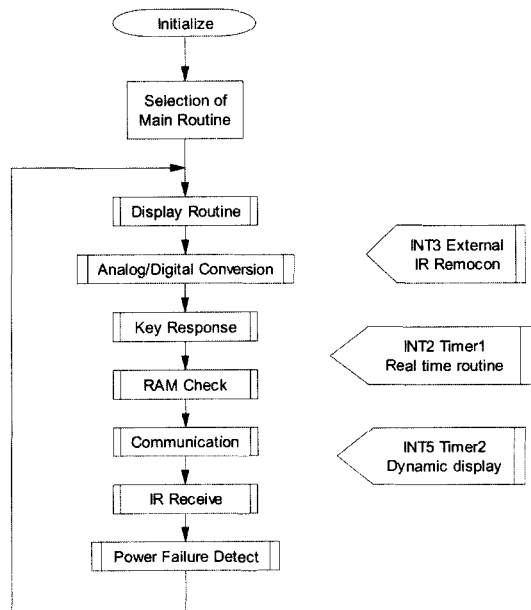 Initialize
Selection of
Main Routine
Display Routine
Analog/Digital Conversion
Key Response
RAM Check
Communication
IR Receive
Power Failure Detect
INT3 External
IR Remocon
INT2 Timer1
Real time routine
INT5 Timer2
Dynamic display